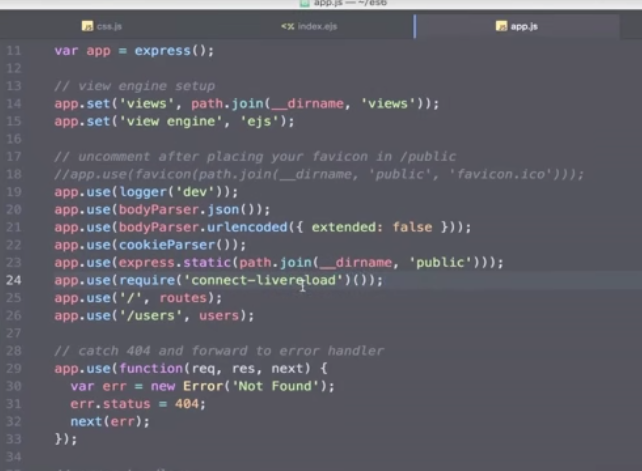 app.js — ~/es6
css.js
index.ejs
app.js
11 var app = express();
12
13 // view engine setup
14 app.set('views', path.join(__dirname, 'views'));
15 app.set('view engine', 'ejs');
16
17 // uncomment after placing your favicon in /public
18 //app.use(favicon(path.join(__dirname, 'public', 'favicon.ico')));
19 app.use(logger('dev'));
20 app.use(bodyParser.json());
21 app.use(bodyParser.urlencoded({ extended: false }));
22 app.use(cookieParser());
23 app.use(express.static(path.join(__dirname, 'public')));
24 app.use(require('connect-livereload')());
25 app.use('/', routes);
26 app.use('/users', users);
27
28 // catch 404 and forward to error handler
29 app.use(function(req, res, next) {
30   var err = new Error('Not Found');
31   err.status = 404;
32   next(err);
33 });
34